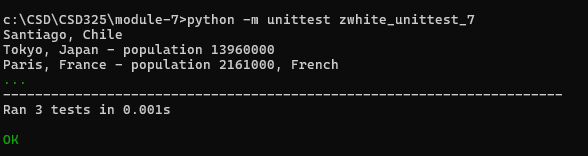 c:\CSD\CSD325\module-7>python -m unittest zwhite_unittest_7
Santiago, Chile
Tokyo, Japan - population 13960000
Paris, France - population 2161000, French
...
----------------------------------------------------------------------
Ran 3 tests in 0.001s
OK